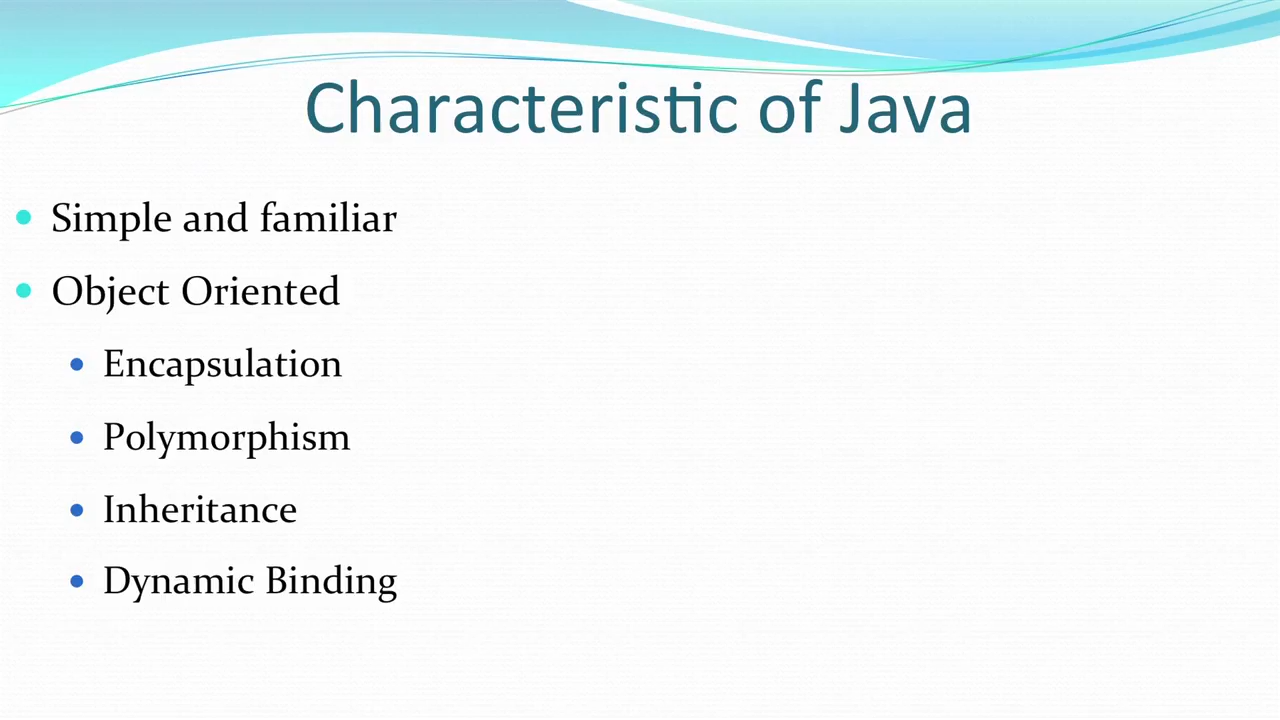 Characteristic of Java
Simple and familiar
Object Oriented
Encapsulation
Polymorphism
Inheritance
Dynamic Binding